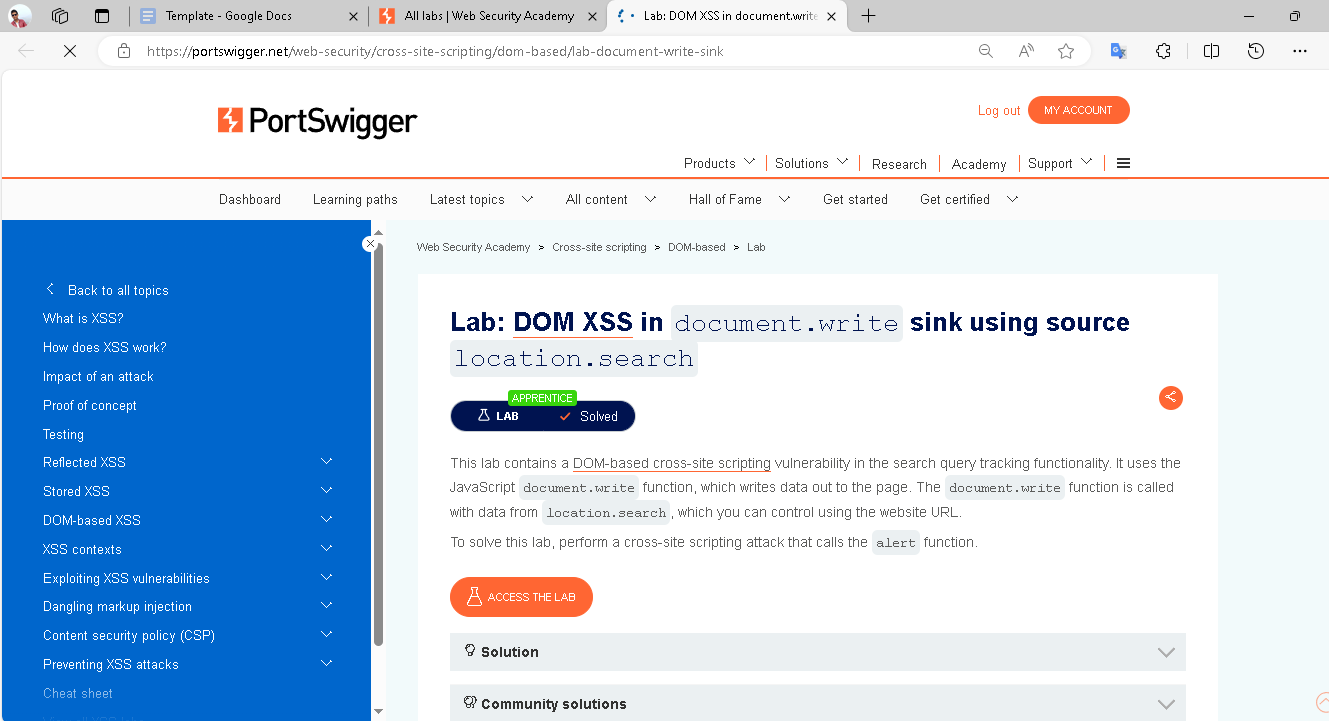 Template - Google Docs
All labs | Web Security Academy
Lab: DOM XSS in document.write
https://portswigger.net/web-security/cross-site-scripting/dom-based/lab-document-write-sink
PortSwigger
Log out
MY ACCOUNT
Products
Solutions
Research
Academy
Support
Dashboard
Learning paths
Latest topics
All content
Hall of Fame
Get started
Get certified
Back to all topics
What is XSS?
How does XSS work?
Impact of an attack
Proof of concept
Testing
Reflected XSS
Stored XSS
DOM-based XSS
XSS contexts
Exploiting XSS vulnerabilities
Dangling markup injection
Content security policy (CSP)
Preventing XSS attacks
Cheat sheet
Web Security Academy » Cross-site scripting » DOM-based » Lab
Lab: DOM XSS in document.write sink using source
location.search
APPRENTICE
LAB Solved
This lab contains a DOM-based cross-site scripting vulnerability in the search query tracking functionality. It uses the
JavaScript document.write function, which writes data out to the page. The document.write function is called
with data from location.search, which you can control using the website URL.
To solve this lab, perform a cross-site scripting attack that calls the alert function.
ACCESS THE LAB
Solution
Community solutions